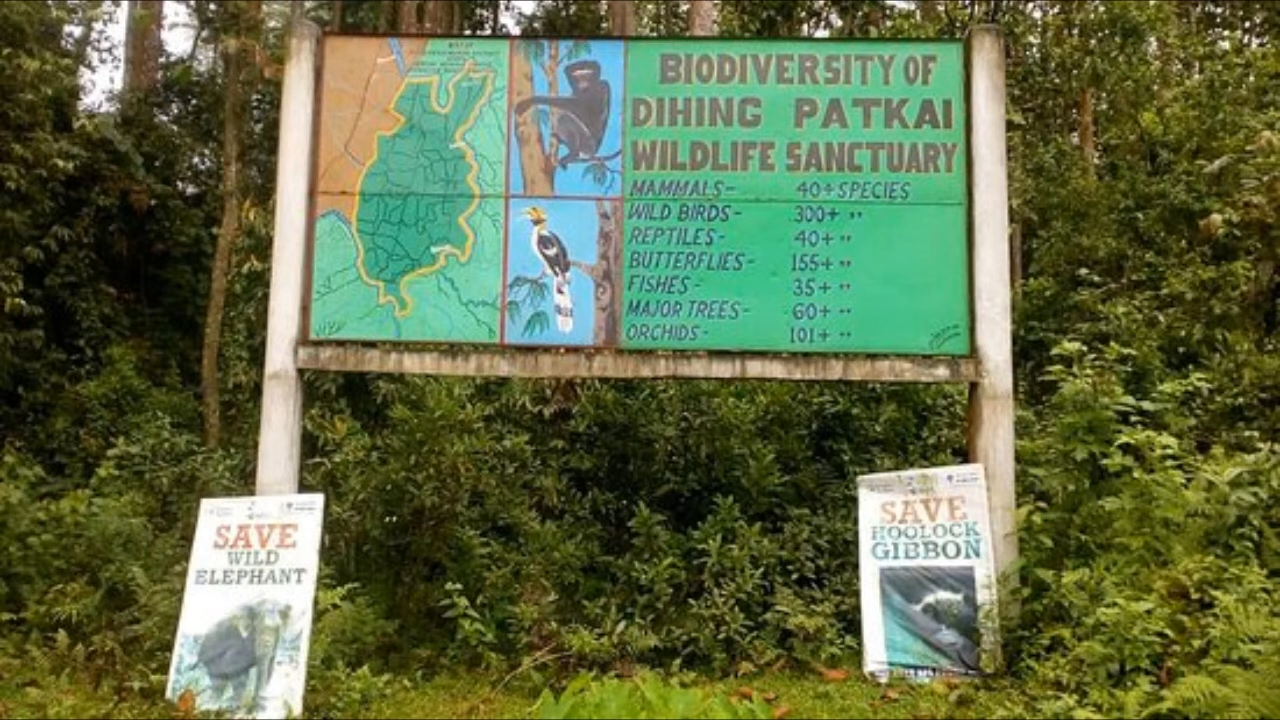 BIODIVERSITY OF
DIHING PATKAI
WILDLIFE SANCTUARY
MAMMALS- 40+ SPECIES
WILD BIRDS- 300+ "
REPTILES- 40+ "
BUTTERFLIES- 155+ "
FISHES- 35+ "
MAJOR TREES- 60+ "
ORCHIDS- 101+ "
SAVE
WILD
ELEPHANT
SAVE
HOOLOCK
GIBBON